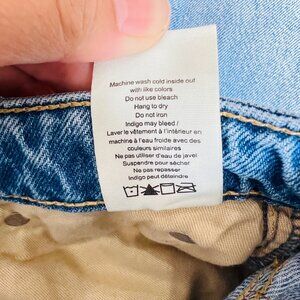 Machine wash cold inside out
with like colors
Do not use bleach
Hang to dry
Do not iron
Indigo may bleed /
Laver le vêtement à l'intérieur en
machine à l'eau froide avec des
couleurs similaires
Ne pas utiliser d'eau de javel
Suspendre pour sécher
Ne pas repasser
Indigo peut déteindre